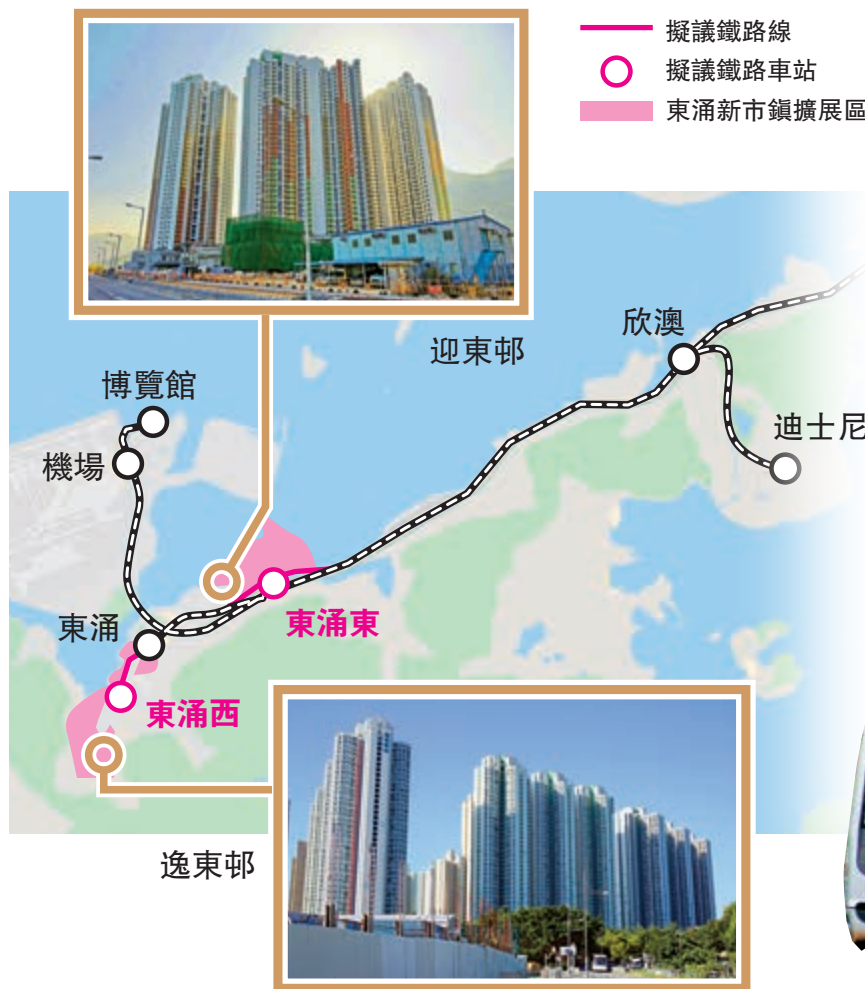 擬議鐵路線
擬議鐵路車站
東涌新市鎮擴展區
欣澳
迎東邨
博覽館
迪士尼
機場
東涌
東涌東
東涌西
逸東邨